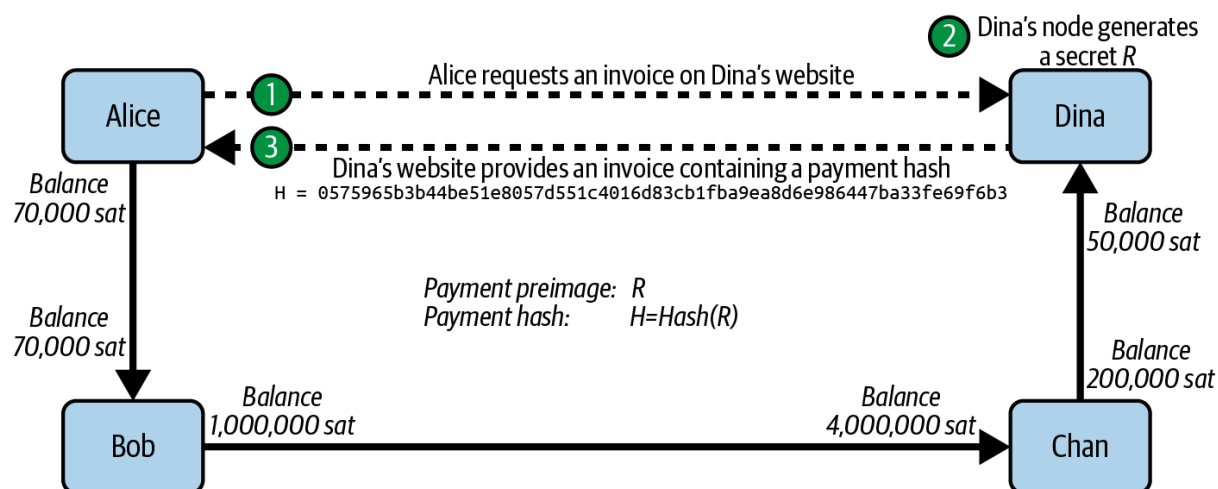 2 Dina's node generates
a secret R
Alice requests an invoice on Dina's website
1
Alice
Dina
3
Dina's website provides an invoice containing a payment hash
H = 0575965b3b44be51e8057d551c4016d83cb1fba9ea8d6e986447ba33fe69f6b3
Balance
70,000 sat
Balance
50,000 sat
Payment preimage: R
Payment hash: H=Hash(R)
Balance
70,000 sat
Balance
200,000 sat
Balance
1,000,000 sat
Balance
4,000,000 sat
Bob
Chan